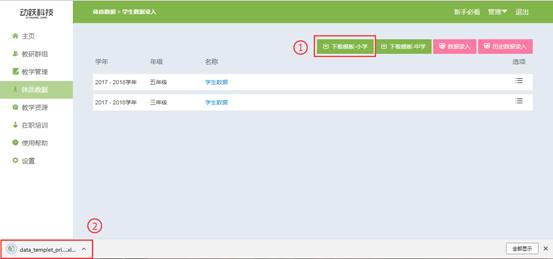 动跃科技
新手必看 管理 退出
主页
教研群组
教学管理
体质数据
教学资源
在职培训
使用帮助
设置
体质数据 > 学生数据录入
① 下载模板-小学 下载模板-中学 数据录入 历史数据录入
学年 年级 名称 选项
2017 - 2018学年 五年级 学生数据
2017 - 2018学年 三年级 学生数据
②
data_templet_pri....xl... 全部显示